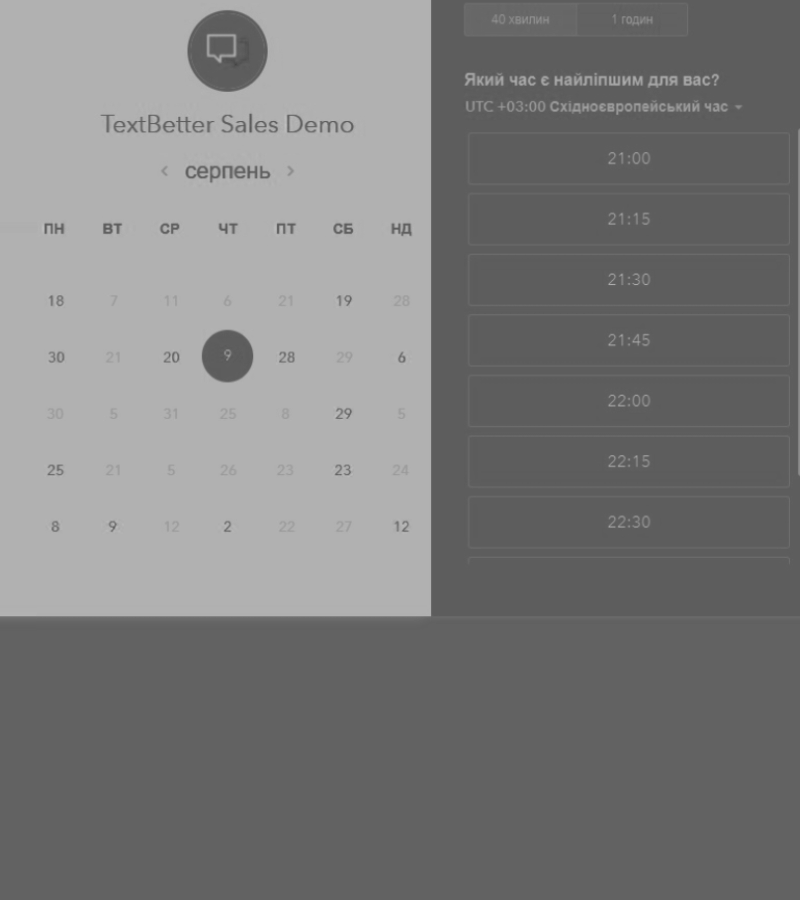 TextBetter Sales Demo
‹ серпень ›
ПН ВТ СР ЧТ ПТ СБ НД
18 7 11 6 21 19 28
30 21 20 9 28 29 6
30 5 31 25 8 29 5
25 21 5 26 23 23 24
8 9 12 2 22 27 12
40 хвилин 1 годин
Який час є найліпшим для вас?
UTC +03:00 Східноєвропейський час
21:00
21:15
21:30
21:45
22:00
22:15
22:30